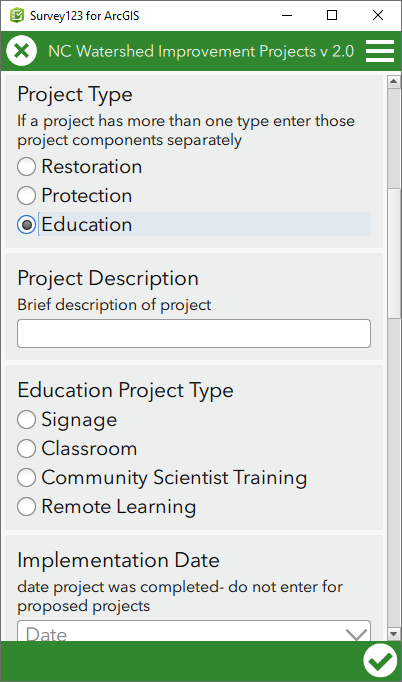 Survey123 for ArcGIS
NC Watershed Improvement Projects v 2.0
Project Type
If a project has more than one type enter those
project components separately
Restoration
Protection
Education
Project Description
Brief description of project
Education Project Type
Signage
Classroom
Community Scientist Training
Remote Learning
Implementation Date
date project was completed- do not enter for
proposed projects
Date